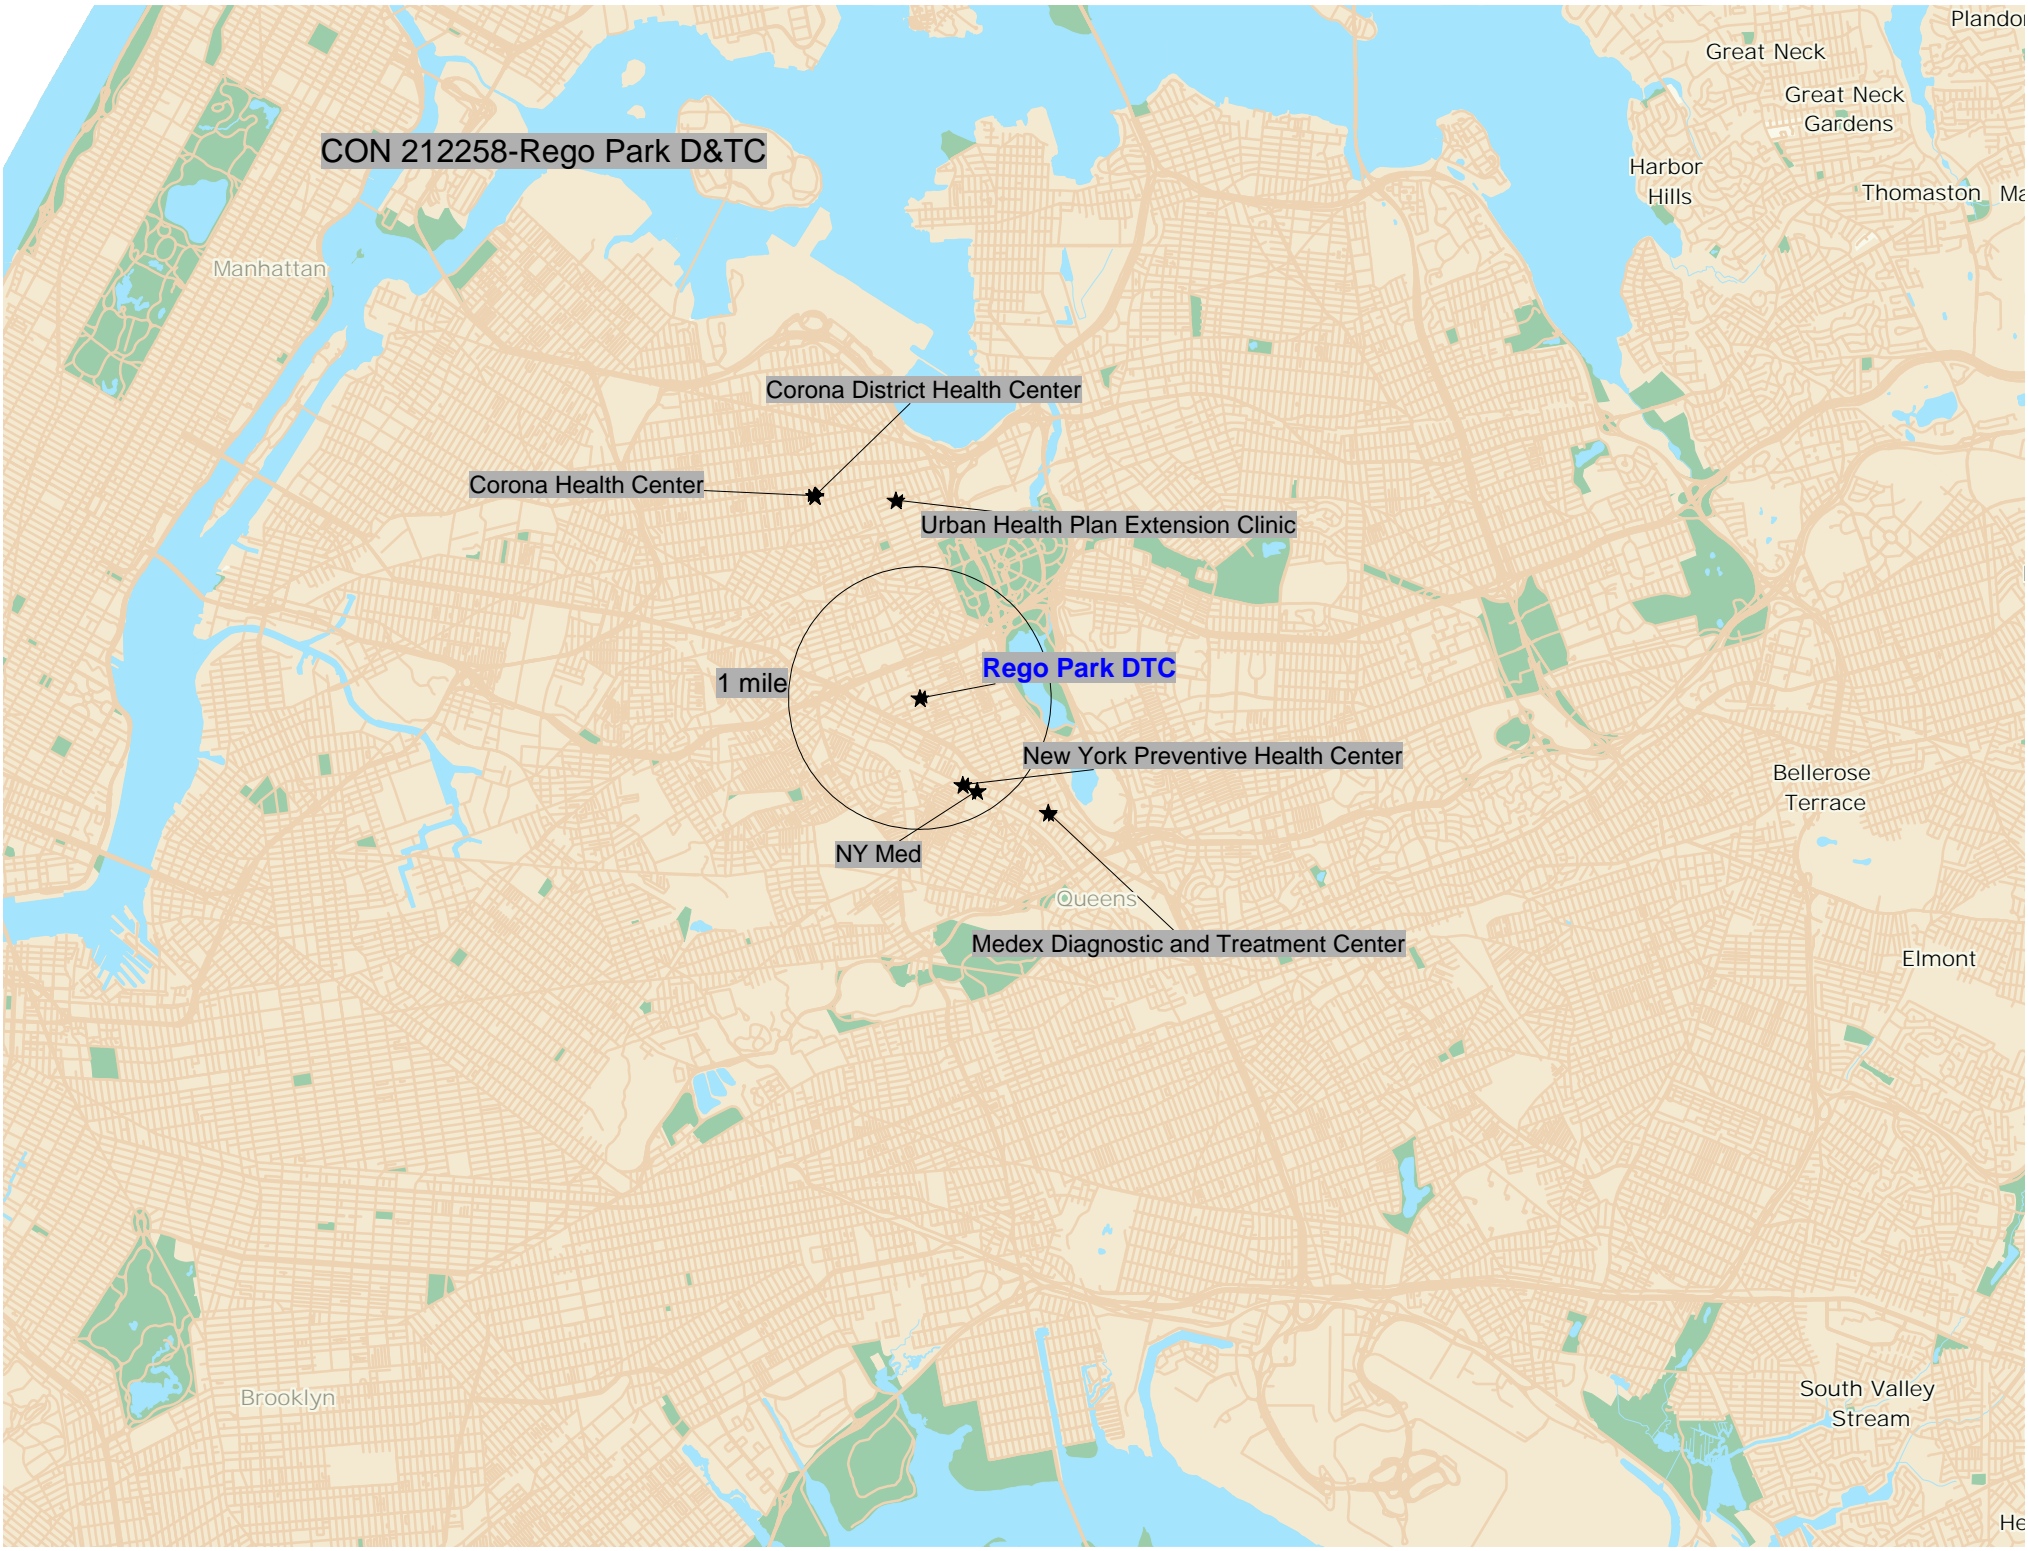 Plando
Great Neck
Great Neck
Gardens
CON 212258-Rego Park D&TC
Harbor
Hills
Thomaston
Ma
Manhattan
Corona District Health Center
Corona Health Center
Urban Health Plan Extension Clinic
Rego Park DTC
1 mile
New York Preventive Health Center
Bellerose
Terrace
NY Med
Queens
Medex Diagnostic and Treatment Center
Elmont
South Valley
Stream
Brooklyn
He